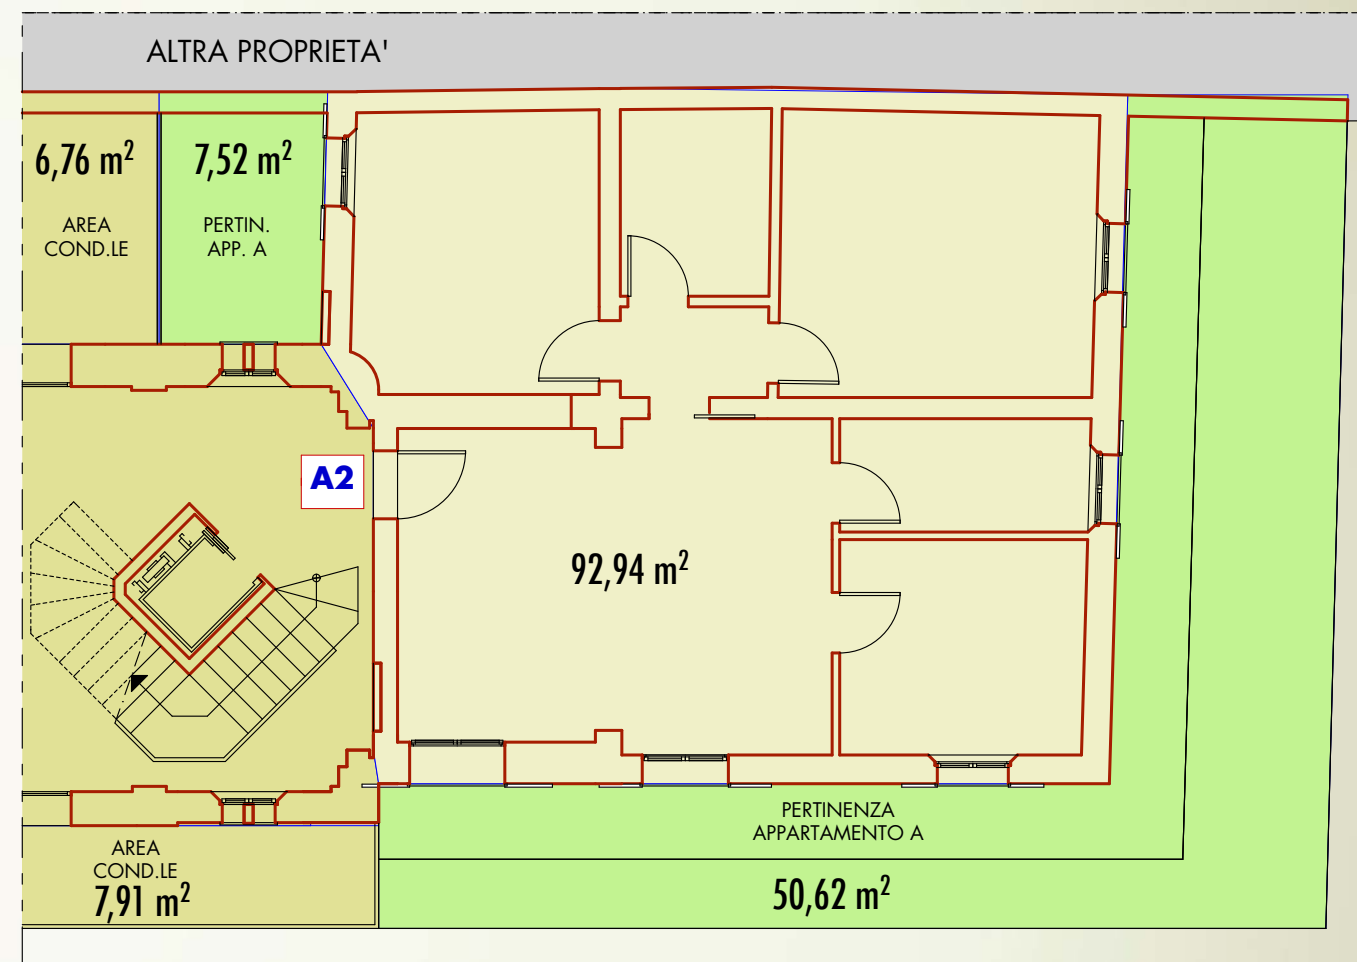 ALTRA PROPRIETA'
6,76 m²
AREA
COND.LE
7,52 m²
PERTIN.
APP. A
A2
92,94 m²
PERTINENZA
APPARTAMENTO A
50,62 m²
AREA
COND.LE
7,91 m²